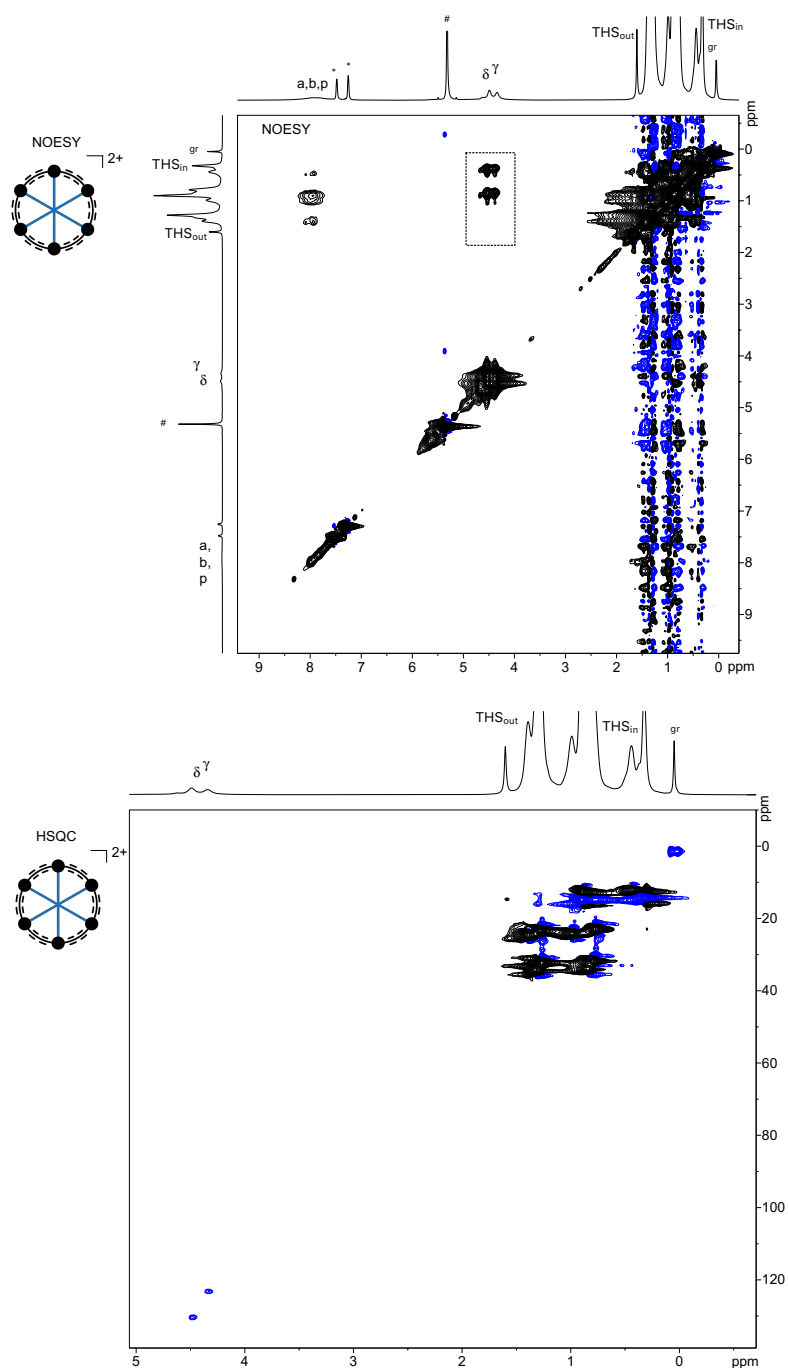 #
THSout
THSin
gr
* *
a,b,p
δ γ
ppm
NOESY
NOESY
2+
gr
THSin
THSout
γ
δ
#
a,
b,
p
0
1
2
3
4
5
6
7
8
9
9 8 7 6 5 4 3 2 1 0 ppm
THSout
THSin
gr
δ γ
ppm
HSQC
2+
0
20
40
60
80
100
120
5 4 3 2 1 0 ppm